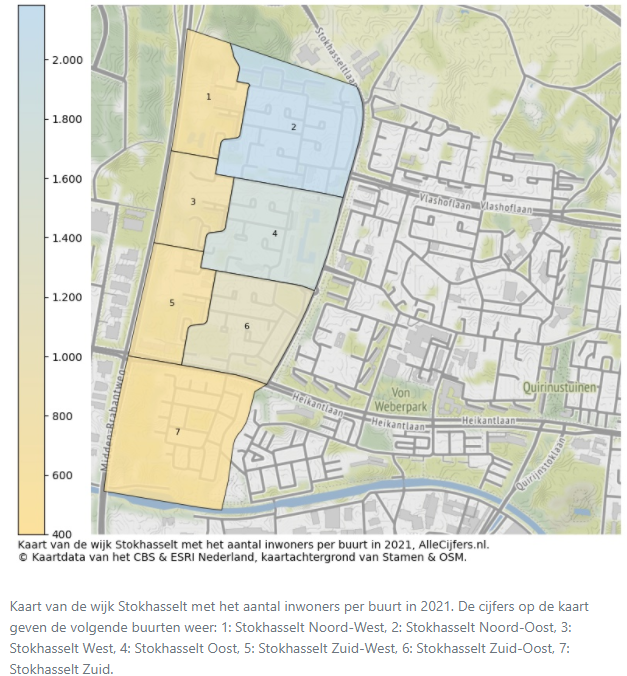 2.000
1.800
1.600
1.400
1.200
1.000
800
600
400
Stokhasseltlaan
1
2
3
4
5
6
7
Vlashoflaan Vlashoflaan
Midden-Brabantweg
Von
Weberpark
Quirinustuinen
Heikantlaan
Heikantlaan
Heikantlaan
Quirijnstoklaan
Kaart van de wijk Stokhasselt met het aantal inwoners per buurt in 2021, AlleCijfers.nl.
© Kaartdata van het CBS & ESRI Nederland, kaartachtergrond van Stamen & OSM.
Kaart van de wijk Stokhasselt met het aantal inwoners per buurt in 2021. De cijfers op de kaart
geven de volgende buurten weer: 1: Stokhasselt Noord-West, 2: Stokhasselt Noord-Oost, 3:
Stokhasselt West, 4: Stokhasselt Oost, 5: Stokhasselt Zuid-West, 6: Stokhasselt Zuid-Oost, 7:
Stokhasselt Zuid.